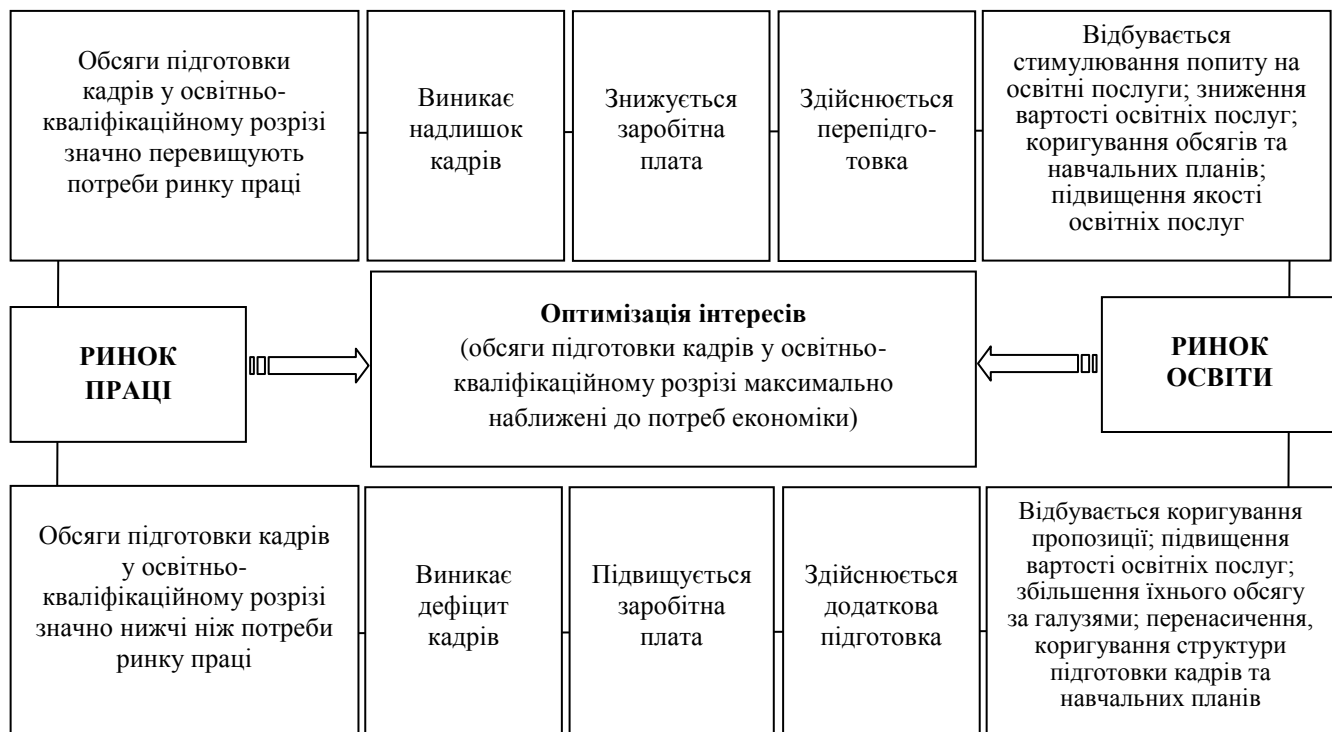 Обсяги підготовки
кадрів у освітньо-
кваліфікаційному розрізі
значно перевищують
потреби ринку праці
Виникає
надлишок
кадрів
Знижується
заробітна
плата
Здійснюється
перепідго-
товка
Відбувається
стимулювання попиту на
освітні послуги; зниження
вартості освітніх послуг;
коригування обсягів та
навчальних планів;
підвищення якості
освітніх послуг
РИНОК
ПРАЦІ
Оптимізація інтересів
(обсяги підготовки кадрів у освітньо-
кваліфікаційному розрізі максимально
наближені до потреб економіки)
РИНОК
ОСВІТИ
Обсяги підготовки кадрів
у освітньо-
кваліфікаційному розрізі
значно нижчі ніж потреби
ринку праці
Виникає
дефіцит
кадрів
Підвищується
заробітна
плата
Здійснюється
додаткова
підготовка
Відбувається коригування
пропозиції; підвищення
вартості освітніх послуг;
збільшення їхнього обсягу
за галузями; перенасичення,
коригування структури
підготовки кадрів та
навчальних планів